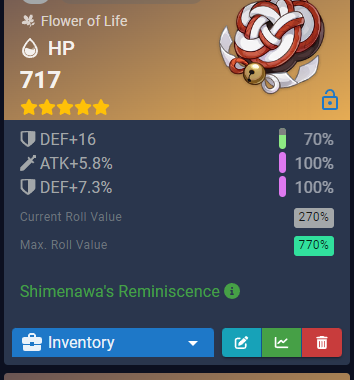 Flower of Life
HP
717
DEF+16 70%
ATK+5.8% 100%
DEF+7.3% 100%
Current Roll Value 270%
Max. Roll Value 770%
Shimenawa's Reminiscence
Inventory